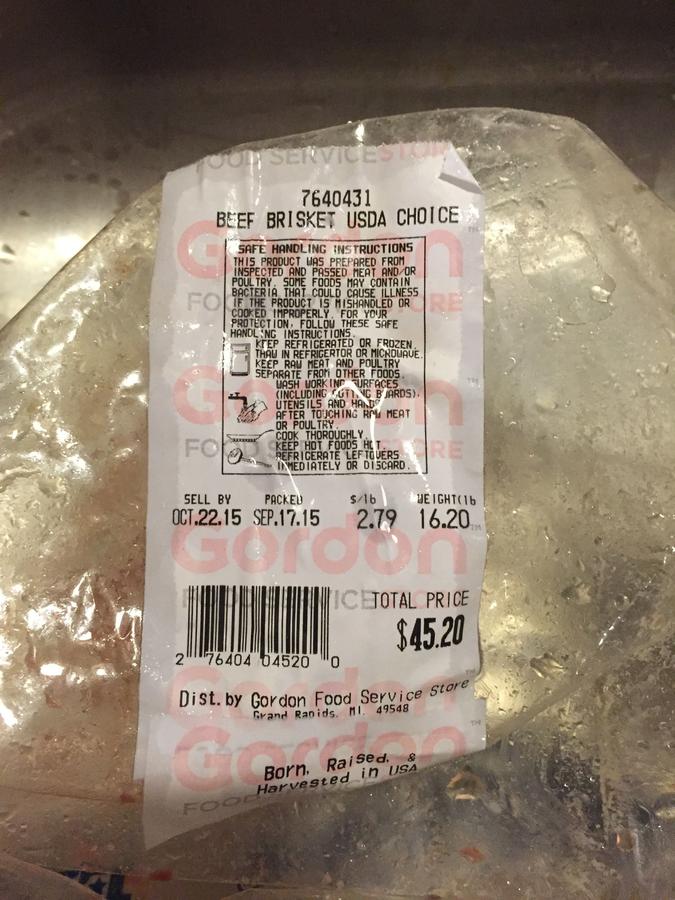 FOOD SERVICE STORE
7640431
BEEF BRISKET USDA CHOICE
SAFE HANDLING INSTRUCTIONS
THIS PRODUCT WAS PREPARED FROM
INSPECTED AND PASSED MEAT AND/OR
POULTRY. SOME FOODS MAY CONTAIN
BACTERIA THAT COULD CAUSE ILLNESS
IF THE PRODUCT IS MISHANDLED OR
COOKED IMPROPERLY. FOR YOUR
PROTECTION, FOLLOW THESE SAFE
HANDLING INSTRUCTIONS.
KEEP REFRIGERATED OR FROZEN.
THAW IN REFRIGERTOR OR MICROWAVE.
KEEP RAW MEAT AND POULTRY
SEPARATE FROM OTHER FOODS.
WASH WORKING SURFACES
(INCLUDING CUTTING BOARDS),
UTENSILS AND HANDS
AFTER TOUCHING RAW MEAT
OR POULTRY.
COOK THOROUGHLY.
KEEP HOT FOODS HOT.
REFRIGERATE LEFTOVERS
IMMEDIATELY OR DISCARD.
SELL BY PACKED $/lb WEIGHT(lb
OCT.22.15 SEP.17.15 2.79 16.20
Gordon
FOOD SERVICE
TOTAL PRICE
$45.20
2 76404 04520 0
Dist. by Gordon Food Service Store
Grand Rapids, MI. 49548
Gordon
Born, Raised, &
Harvested in USA
FOOD